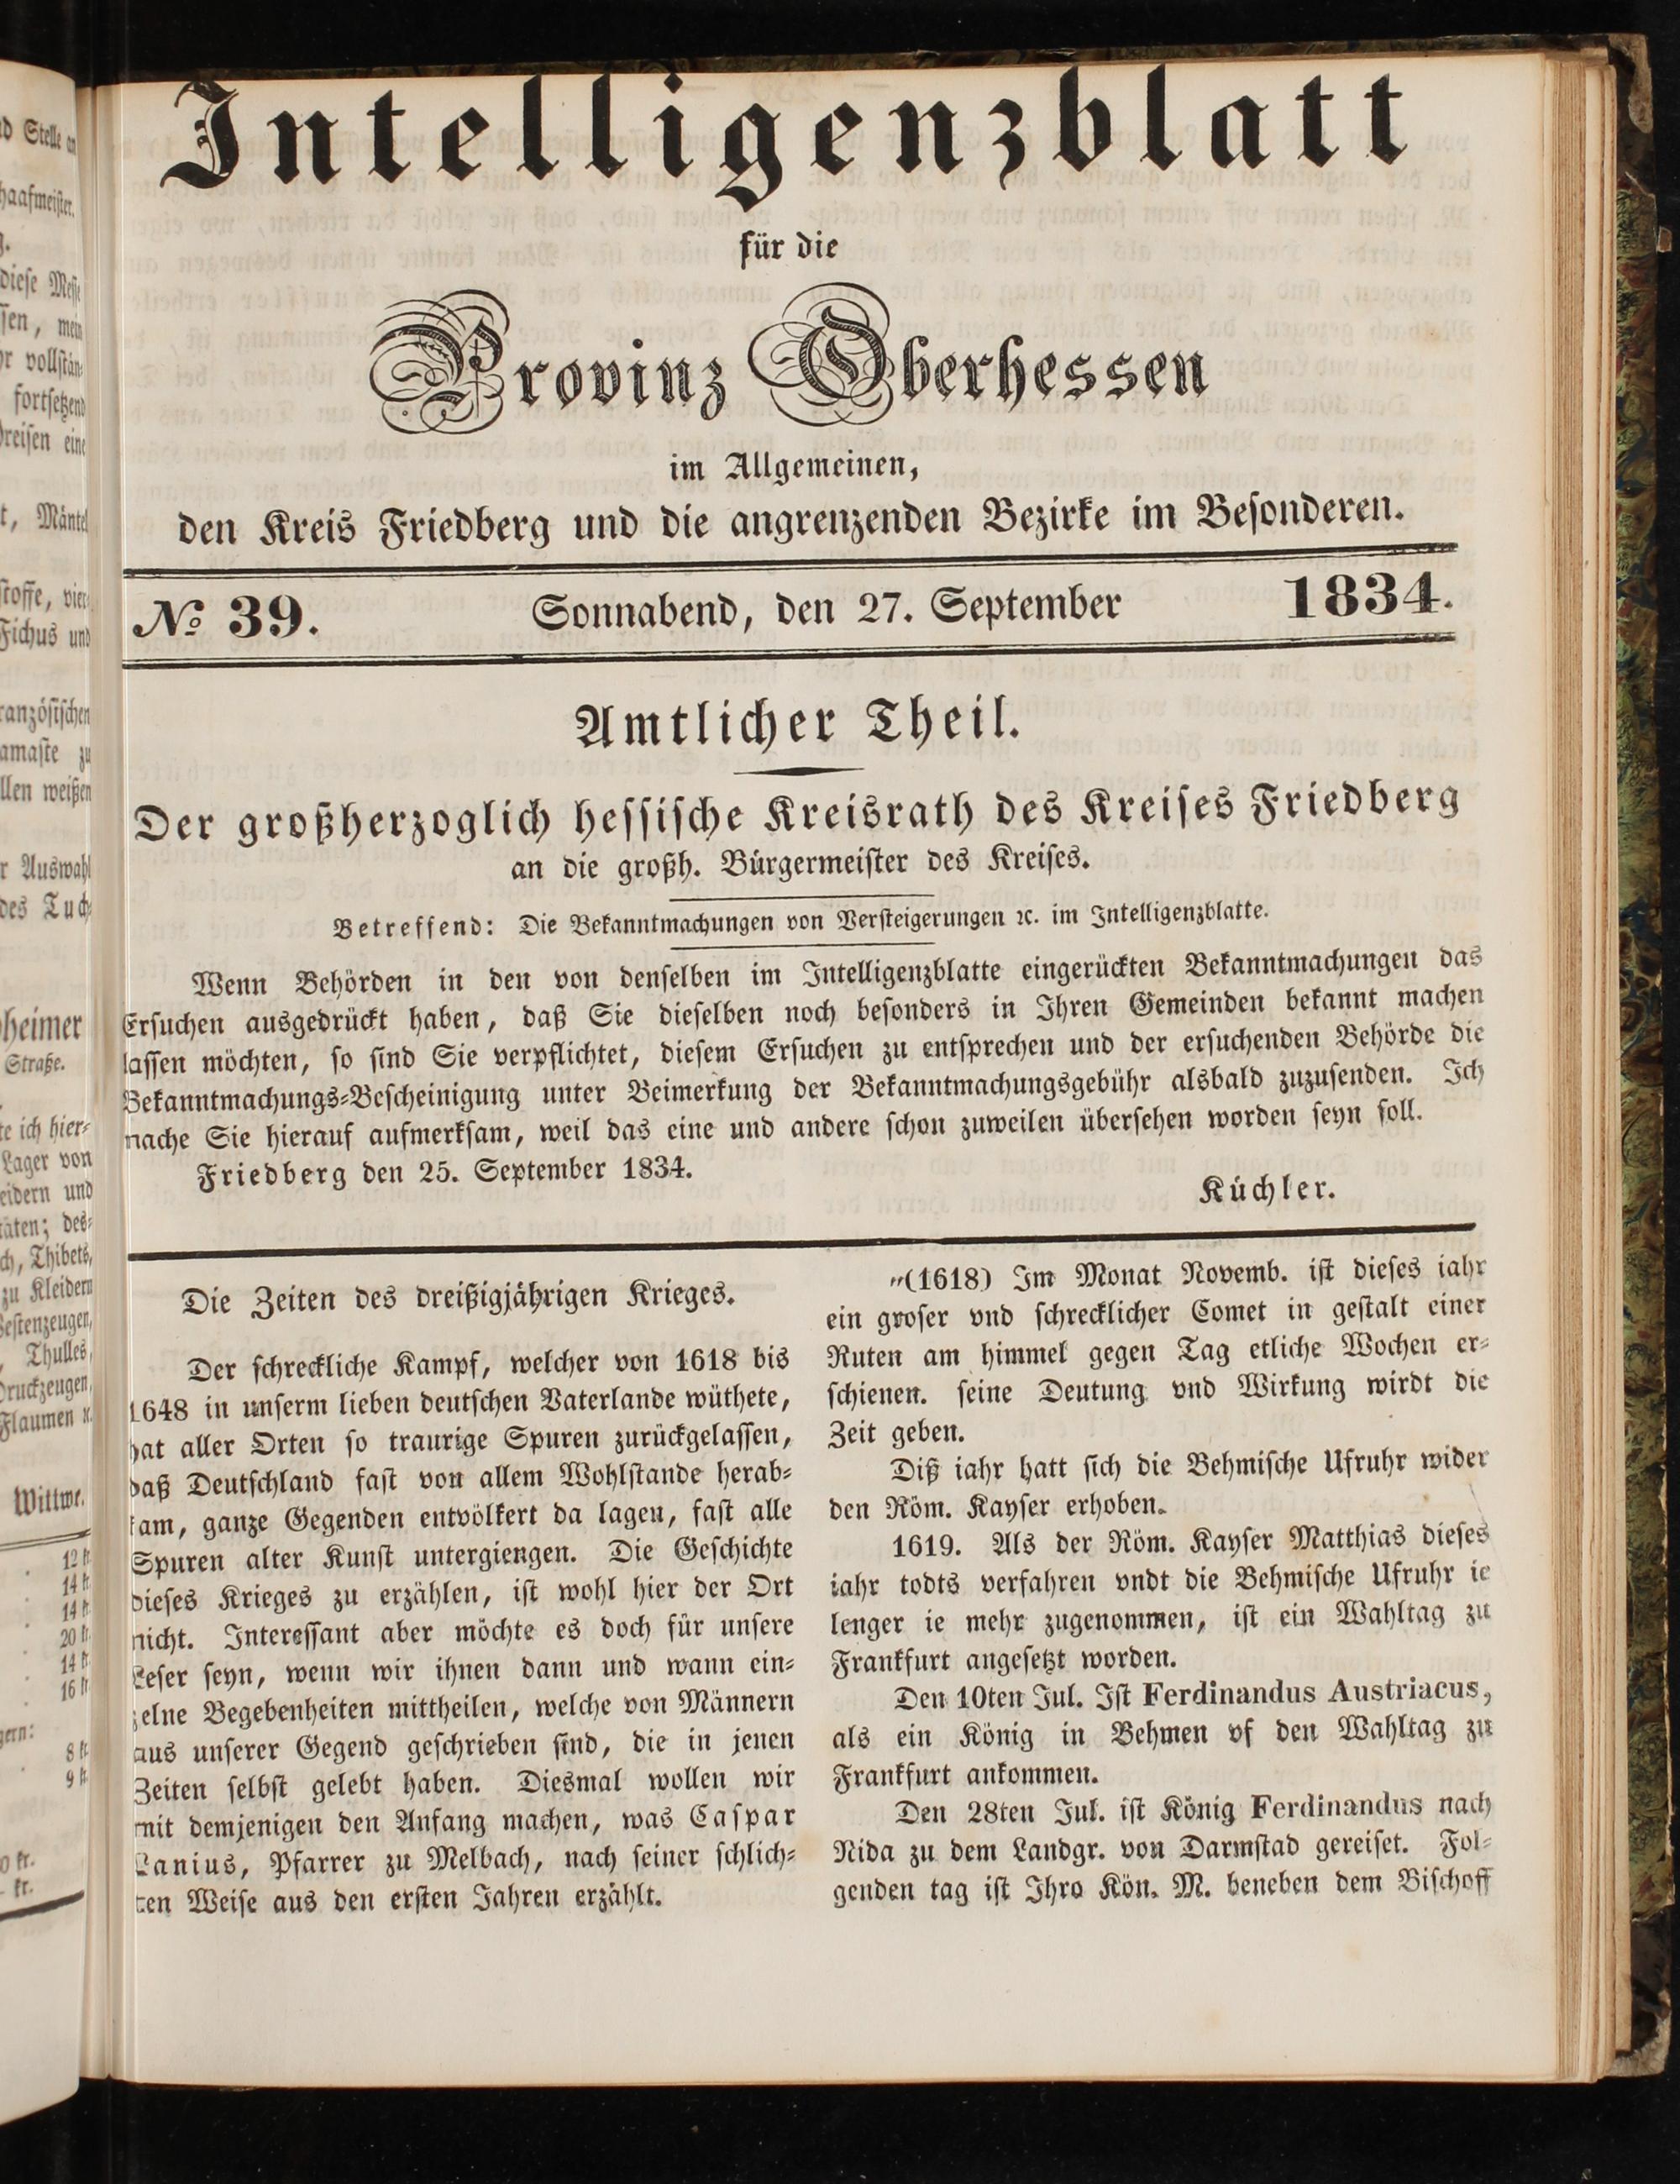 Intelligenzblatt
für die
Provinz Oberhessen
im Allgemeinen,
den Kreis Friedberg und die angrenzenden Bezirke im Besonderen.
№ 39. Sonnabend, den 27. September 1834.
Amtlicher Theil.
Der großherzoglich hessische Kreisrath des Kreises Friedberg
an die großh. Bürgermeister des Kreises.
Betreffend: Die Bekanntmachungen von Versteigerungen ꝛc. im Intelligenzblatte.
Wenn Behörden in den von denselben im Intelligenzblatte eingerückten Bekanntmachungen das
Ersuchen ausgedrückt haben, daß Sie dieselben noch besonders in Ihren Gemeinden bekannt machen
lassen möchten, so sind Sie verpflichtet, diesem Ersuchen zu entsprechen und der ersuchenden Behörde die
Bekanntmachungs-Bescheinigung unter Beimerkung der Bekanntmachungsgebühr alsbald zuzusenden. Ich
mache Sie hierauf aufmerksam, weil das eine und andere schon zuweilen übersehen worden seyn soll.
Friedberg den 25. September 1834.
Küchler.
Die Zeiten des dreißigjährigen Krieges.
Der schreckliche Kampf, welcher von 1618 bis
1648 in unserm lieben deutschen Vaterlande wüthete,
hat aller Orten so traurige Spuren zurückgelassen,
daß Deutschland fast von allem Wohlstande herab-
kam, ganze Gegenden entvölkert da lagen, fast alle
Spuren alter Kunst untergiengen. Die Geschichte
dieses Krieges zu erzählen, ist wohl hier der Ort
nicht. Interessant aber möchte es doch für unsere
Leser seyn, wenn wir ihnen dann und wann ein-
zelne Begebenheiten mittheilen, welche von Männern
aus unserer Gegend geschrieben sind, die in jenen
Zeiten selbst gelebt haben. Diesmal wollen wir
mit demjenigen den Anfang machen, was Caspar
Lanius, Pfarrer zu Melbach, nach seiner schlich-
ten Weise aus den ersten Jahren erzählt.
„(1618) Im Monat Novemb. ist dieses iahr
ein groser vnd schrecklicher Comet in gestalt einer
Ruten am himmel gegen Tag etliche Wochen er-
schienen. seine Deutung vnd Wirkung wirdt die
Zeit geben.
Diß iahr hatt sich die Behmische Ufruhr wider
den Röm. Kayser erhoben.
1619. Als der Röm. Kayser Matthias dieses
iahr todts verfahren vndt die Behmische Ufruhr ie
lenger ie mehr zugenommen, ist ein Wahltag zu
Frankfurt angesetzt worden.
Den 10ten Jul. Ist Ferdinandus Austriacus,
als ein König in Behmen vf den Wahltag zu
Frankfurt ankommen.
Den 28ten Jul. ist König Ferdinandus nach
Nida zu dem Landgr. von Darmstad gereiset. Fol-
genden tag ist Ihro Kön. M. beneben dem Bischoff